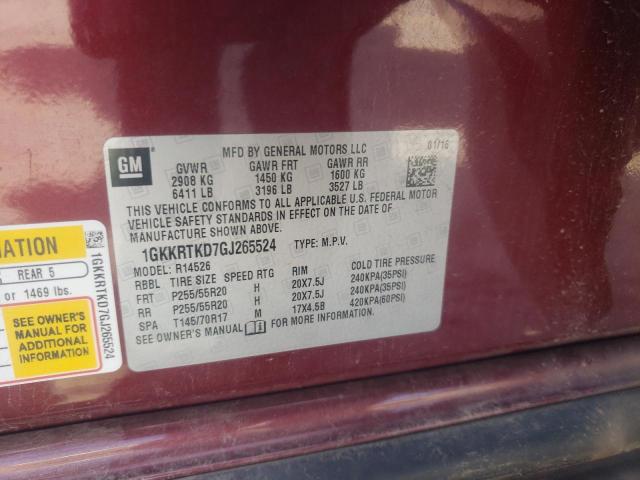 GM
MFD BY GENERAL MOTORS LLC
01/16
GVWR GAWR FRT GAWR RR
2908 KG 1450 KG 1600 KG
6411 LB 3196 LB 3527 LB
THIS VEHICLE CONFORMS TO ALL APPLICABLE U.S. FEDERAL MOTOR
VEHICLE SAFETY STANDARDS IN EFFECT ON THE DATE OF
MANUFACTURE SHOWN ABOVE.
1GKKRTKD7GJ265524 TYPE: M.P.V.
MODEL: R14526
RBBL TIRE SIZE SPEED RTG RIM COLD TIRE PRESSURE
FRT P255/55R20 H 20X7.5J 240KPA(35PSI)
RR P255/55R20 H 20X7.5J 240KPA(35PSI)
SPA T145/70R17 M 17X4.5B 420KPA(60PSI)
SEE OWNER'S MANUAL FOR MORE INFORMATION.
MATION
REAR 5
or 1469 lbs.
SEE OWNER'S
MANUAL FOR
ADDITIONAL
INFORMATION
1GKKRTKD7GJ265524